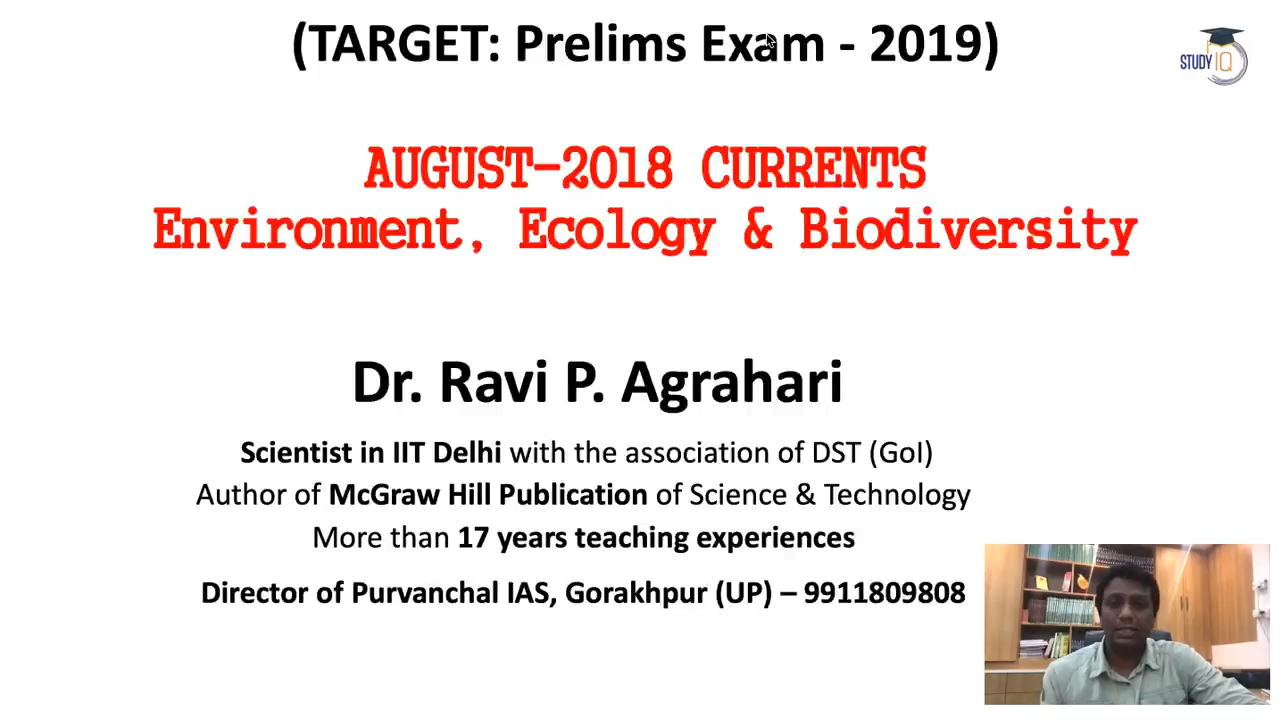 (TARGET: Prelims Exam - 2019)
STUDY IQ
AUGUST-2018 CURRENTS
Environment, Ecology & Biodiversity
Dr. Ravi P. Agrahari
Scientist in IIT Delhi with the association of DST (GoI)
Author of McGraw Hill Publication of Science & Technology
More than 17 years teaching experiences
Director of Purvanchal IAS, Gorakhpur (UP) – 9911809808